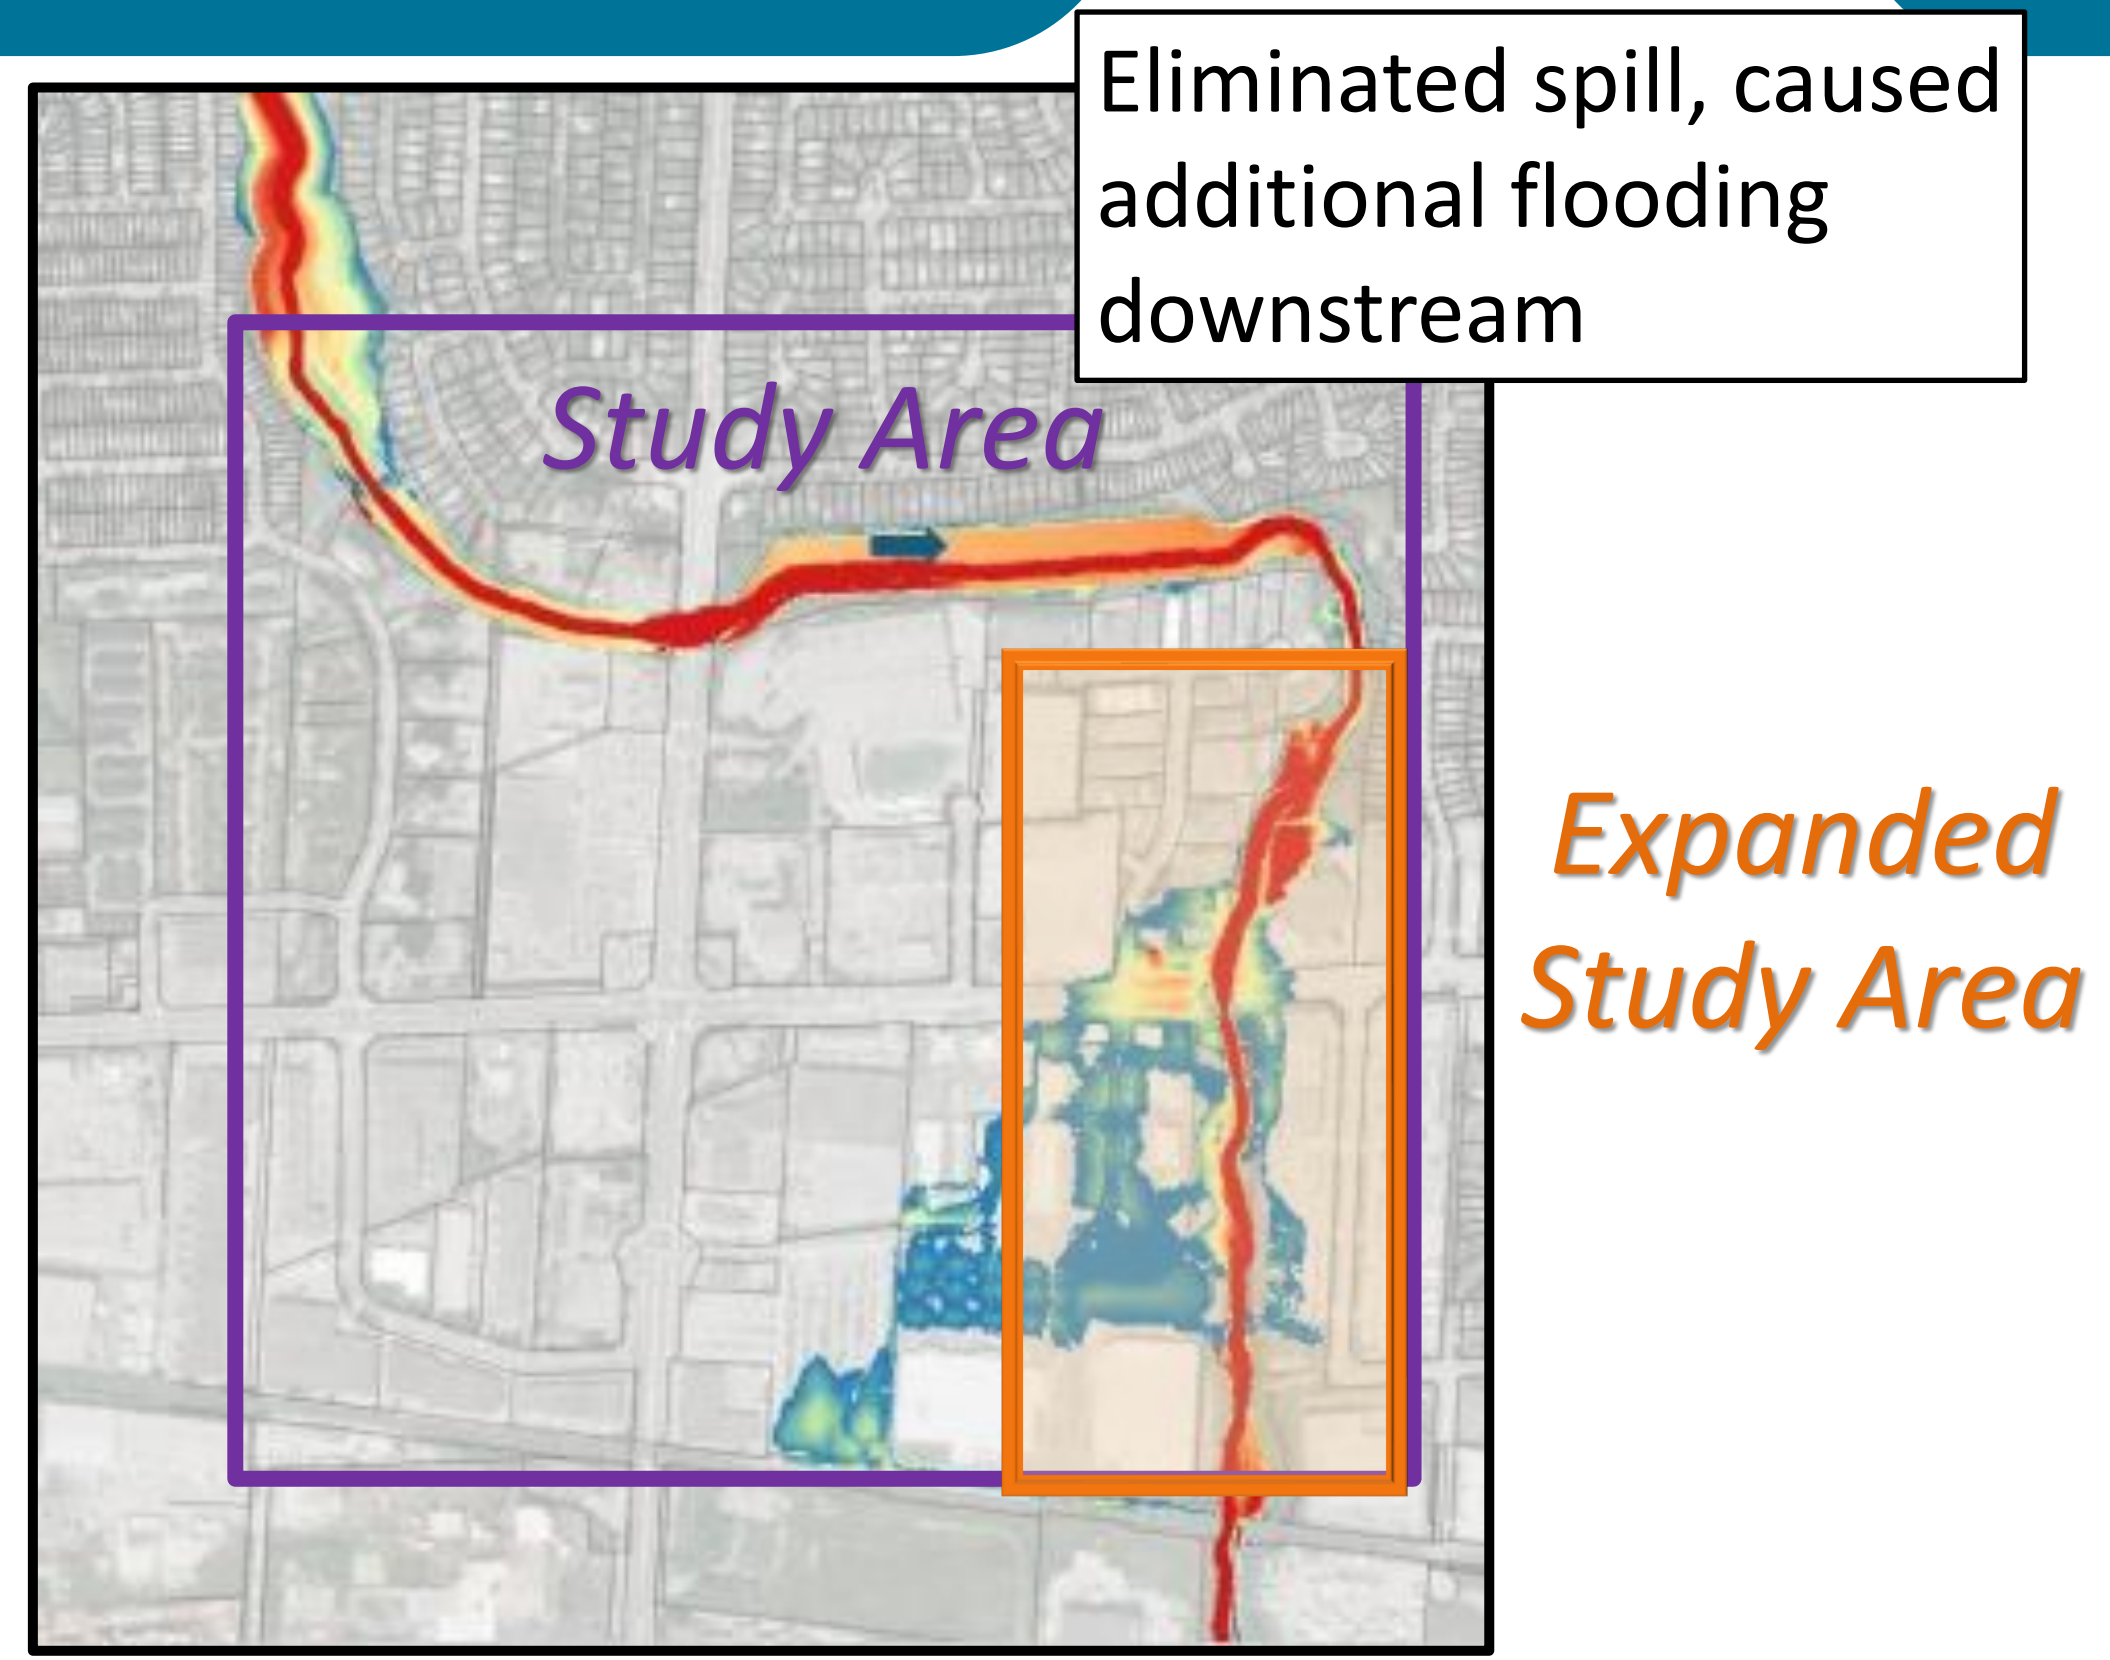 Eliminated spill, caused
additional flooding
downstream
Study Area
Expanded
Study Area